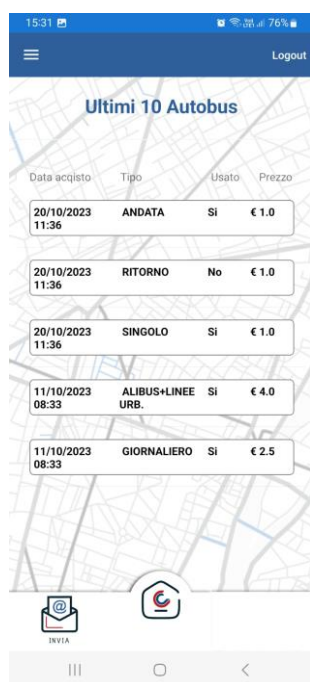 15:31 76%
Logout
Ultimi 10 Autobus
Data acqisto Tipo Usato Prezzo
20/10/2023 ANDATA Si € 1.0
11:36
20/10/2023 RITORNO No € 1.0
11:36
20/10/2023 SINGOLO Si € 1.0
11:36
11/10/2023 ALIBUS+LINEE Si € 4.0
08:33 URB.
11/10/2023 GIORNALIERO Si € 2.5
08:33
@
INVIA